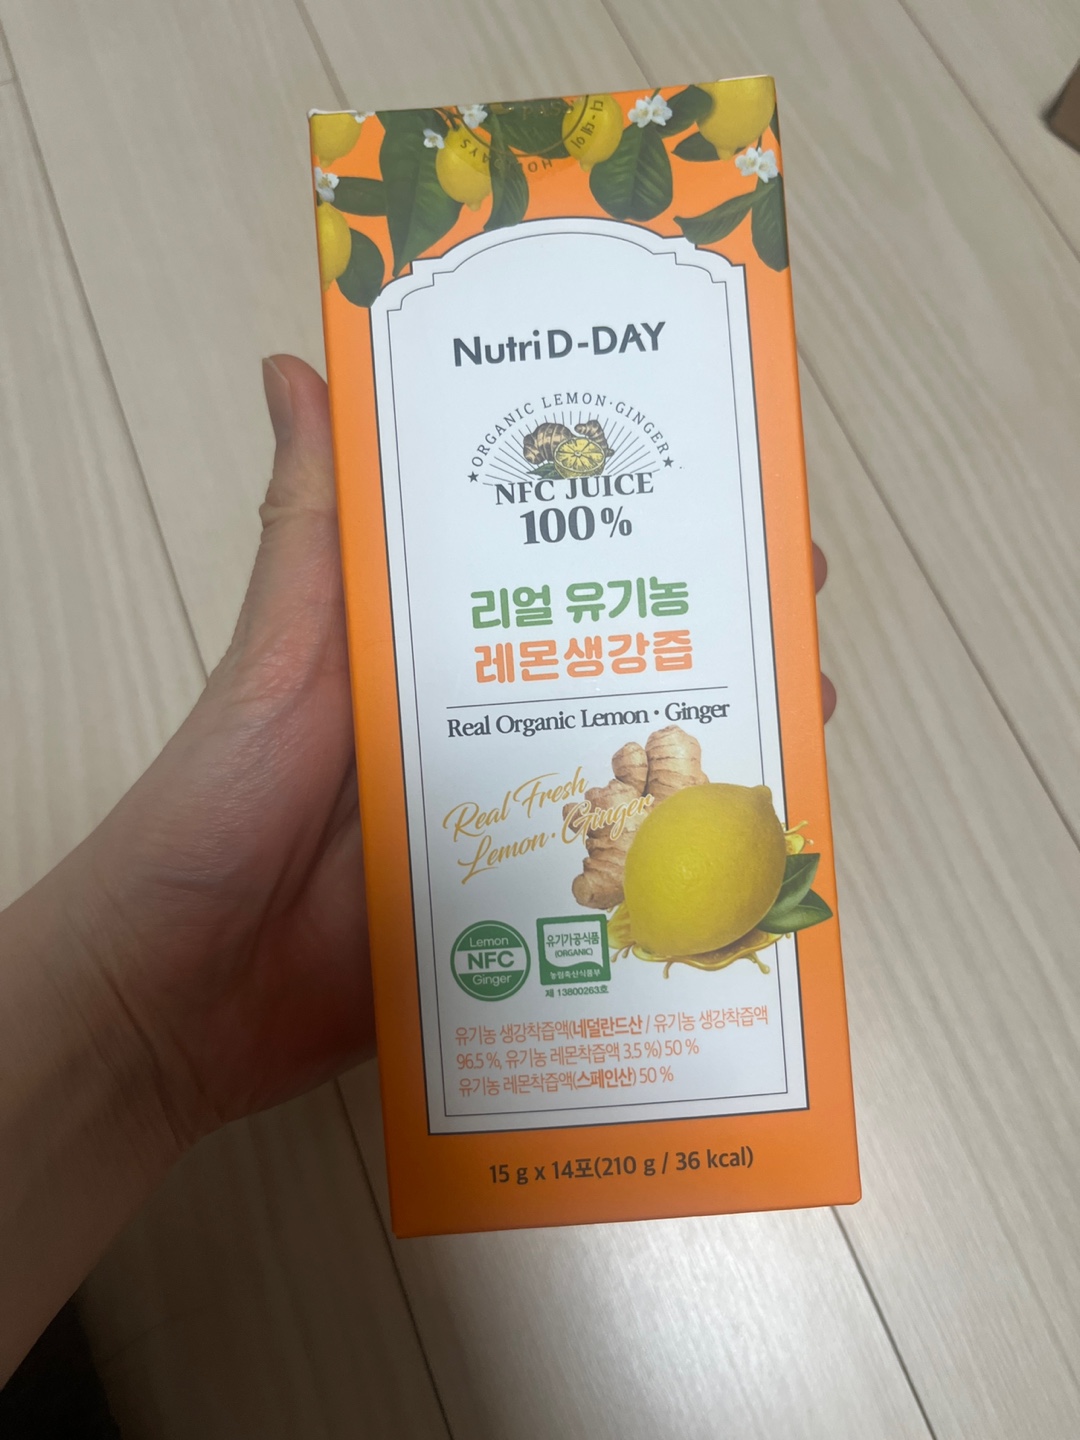 HOLIDAYS
디-데이
NutriD-DAY
ORGANIC LEMON·GINGER
NFC JUICE
100%
리얼 유기농
레몬생강즙
Real Organic Lemon · Ginger
Real Fresh
Lemon · Ginger
Lemon
NFC
Ginger
유기가공식품
(ORGANIC)
농림축산식품부
제 13800263호
유기농 생강착즙액(네덜란드산 / 유기농 생강착즙액
96.5 %, 유기농 레몬착즙액 3.5 %) 50 %
유기농 레몬착즙액(스페인산) 50 %
15 g x 14포(210 g / 36 kcal)